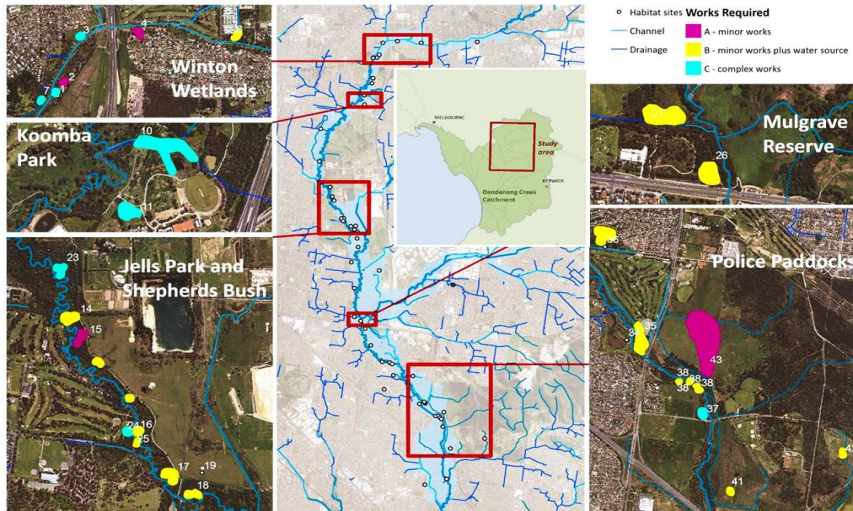 Habitat sites
Works Required
Channel
A - minor works
Drainage
B - minor works plus water source
C - complex works
3
4
2
7
1
Winton
Wetlands
Koomba
Park
10
11
Jells Park and
Shepherds Bush
23
14
15
24
16
25
17
19
18
MELBOURNE
Study
area
BERWICK
Dandenong Creek
Catchment
Mulgrave
Reserve
26
Police Paddocks
35
43
38
38
38
38
37
41